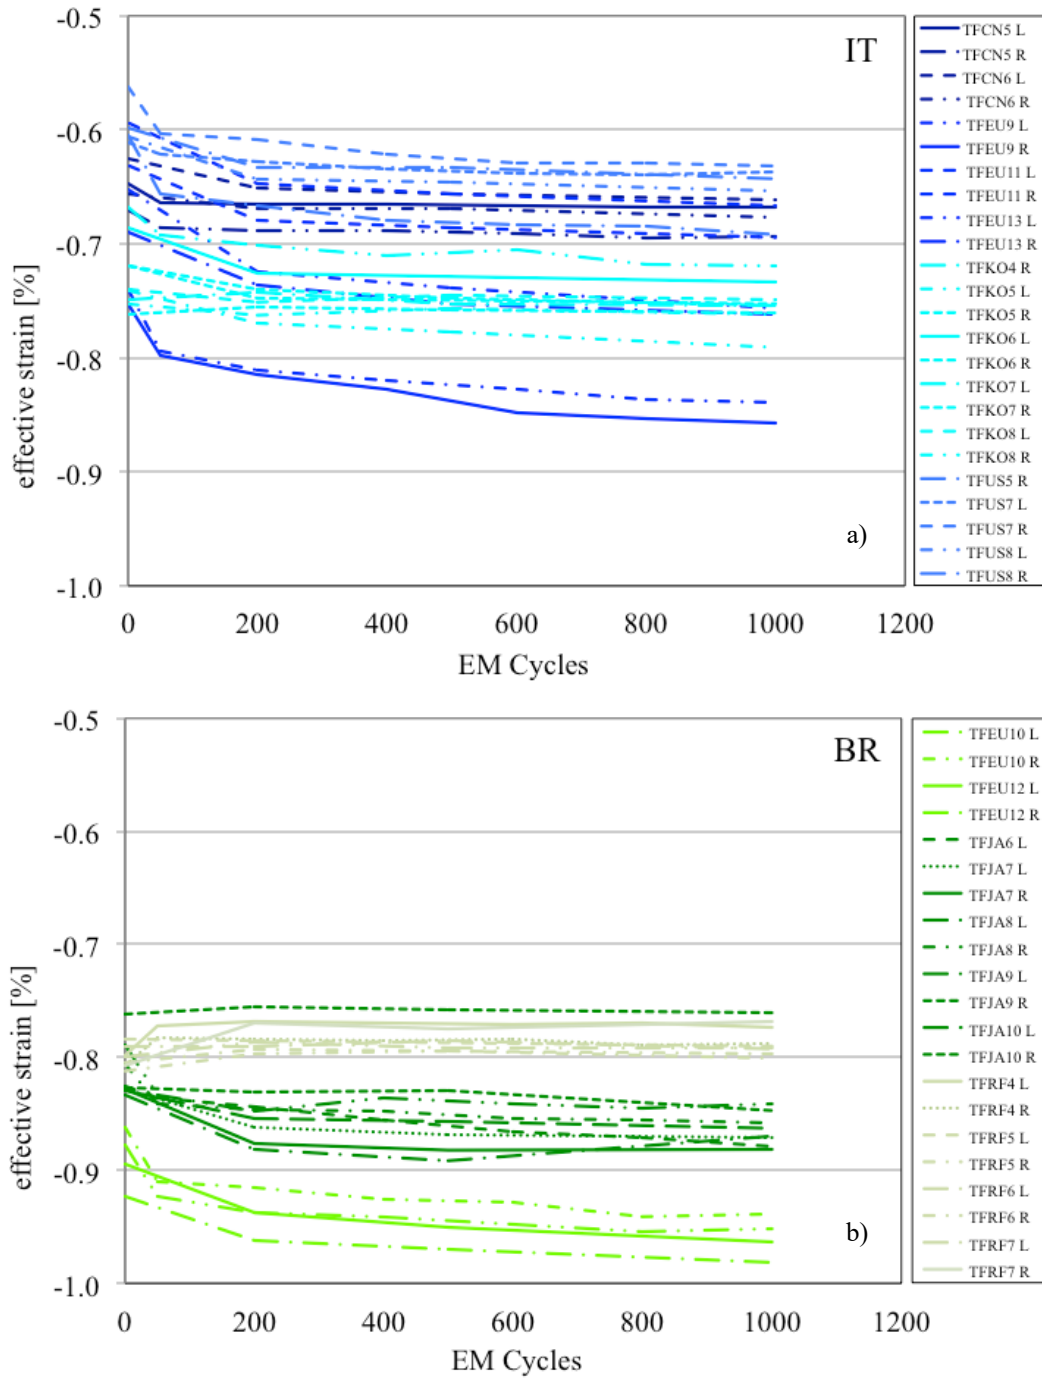 -0.5
-0.6
-0.7
-0.8
-0.9
-1.0
effective strain [%]
IT
a)
0 200 400 600 800 1000 1200
EM Cycles
TFCN5 L
TFCN5 R
TFCN6 L
TFCN6 R
TFEU9 L
TFEU9 R
TFEU11 L
TFEU11 R
TFEU13 L
TFEU13 R
TFKO4 R
TFKO5 L
TFKO5 R
TFKO6 L
TFKO6 R
TFKO7 L
TFKO7 R
TFKO8 L
TFKO8 R
TFUS5 R
TFUS7 L
TFUS7 R
TFUS8 L
TFUS8 R
-0.5
-0.6
-0.7
-0.8
-0.9
-1.0
effective strain [%]
BR
b)
0 200 400 600 800 1000 1200
EM Cycles
TFEU10 L
TFEU10 R
TFEU12 L
TFEU12 R
TFJA6 L
TFJA7 L
TFJA7 R
TFJA8 L
TFJA8 R
TFJA9 L
TFJA9 R
TFJA10 L
TFJA10 R
TFRF4 L
TFRF4 R
TFRF5 L
TFRF5 R
TFRF6 L
TFRF6 R
TFRF7 L
TFRF7 R